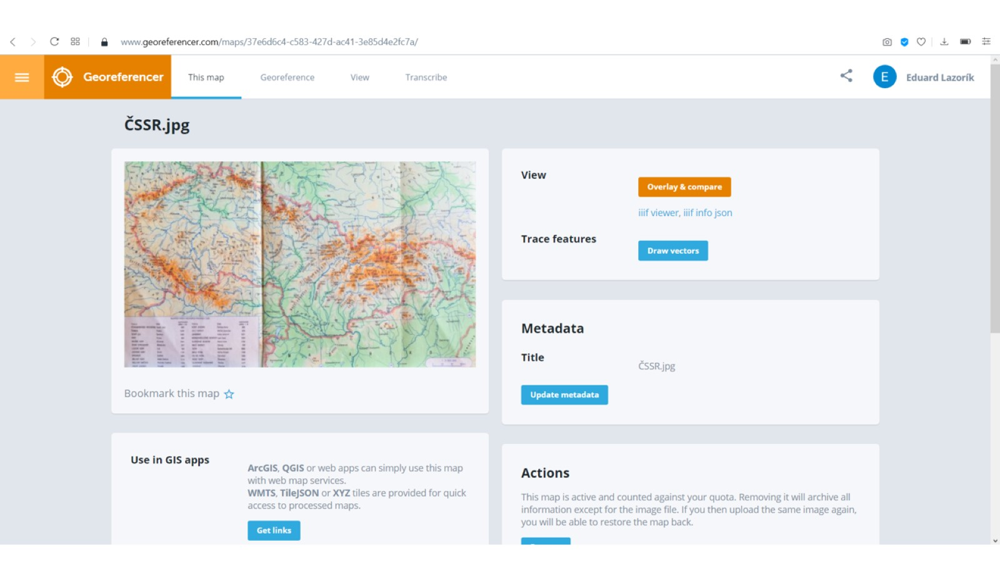 www.georeferencer.com/maps/37e6d6c4-c583-427d-ac41-3e85d4e2fc7a/
Georeferencer
This map
Georeference
View
Transcribe
E
Eduard Lazorík
ČSSR.jpg
Bookmark this map
Use in GIS apps
ArcGIS, QGIS or web apps can simply use this map
with web map services.
WMTS, TileJSON or XYZ tiles are provided for quick
access to processed maps.
Get links
View
Overlay & compare
iiif viewer, iiif info json
Trace features
Draw vectors
Metadata
Title
ČSSR.jpg
Update metadata
Actions
This map is active and counted against your quota. Removing it will archive all
information except for the image file. If you then upload the same image again,
you will be able to restore the map back.